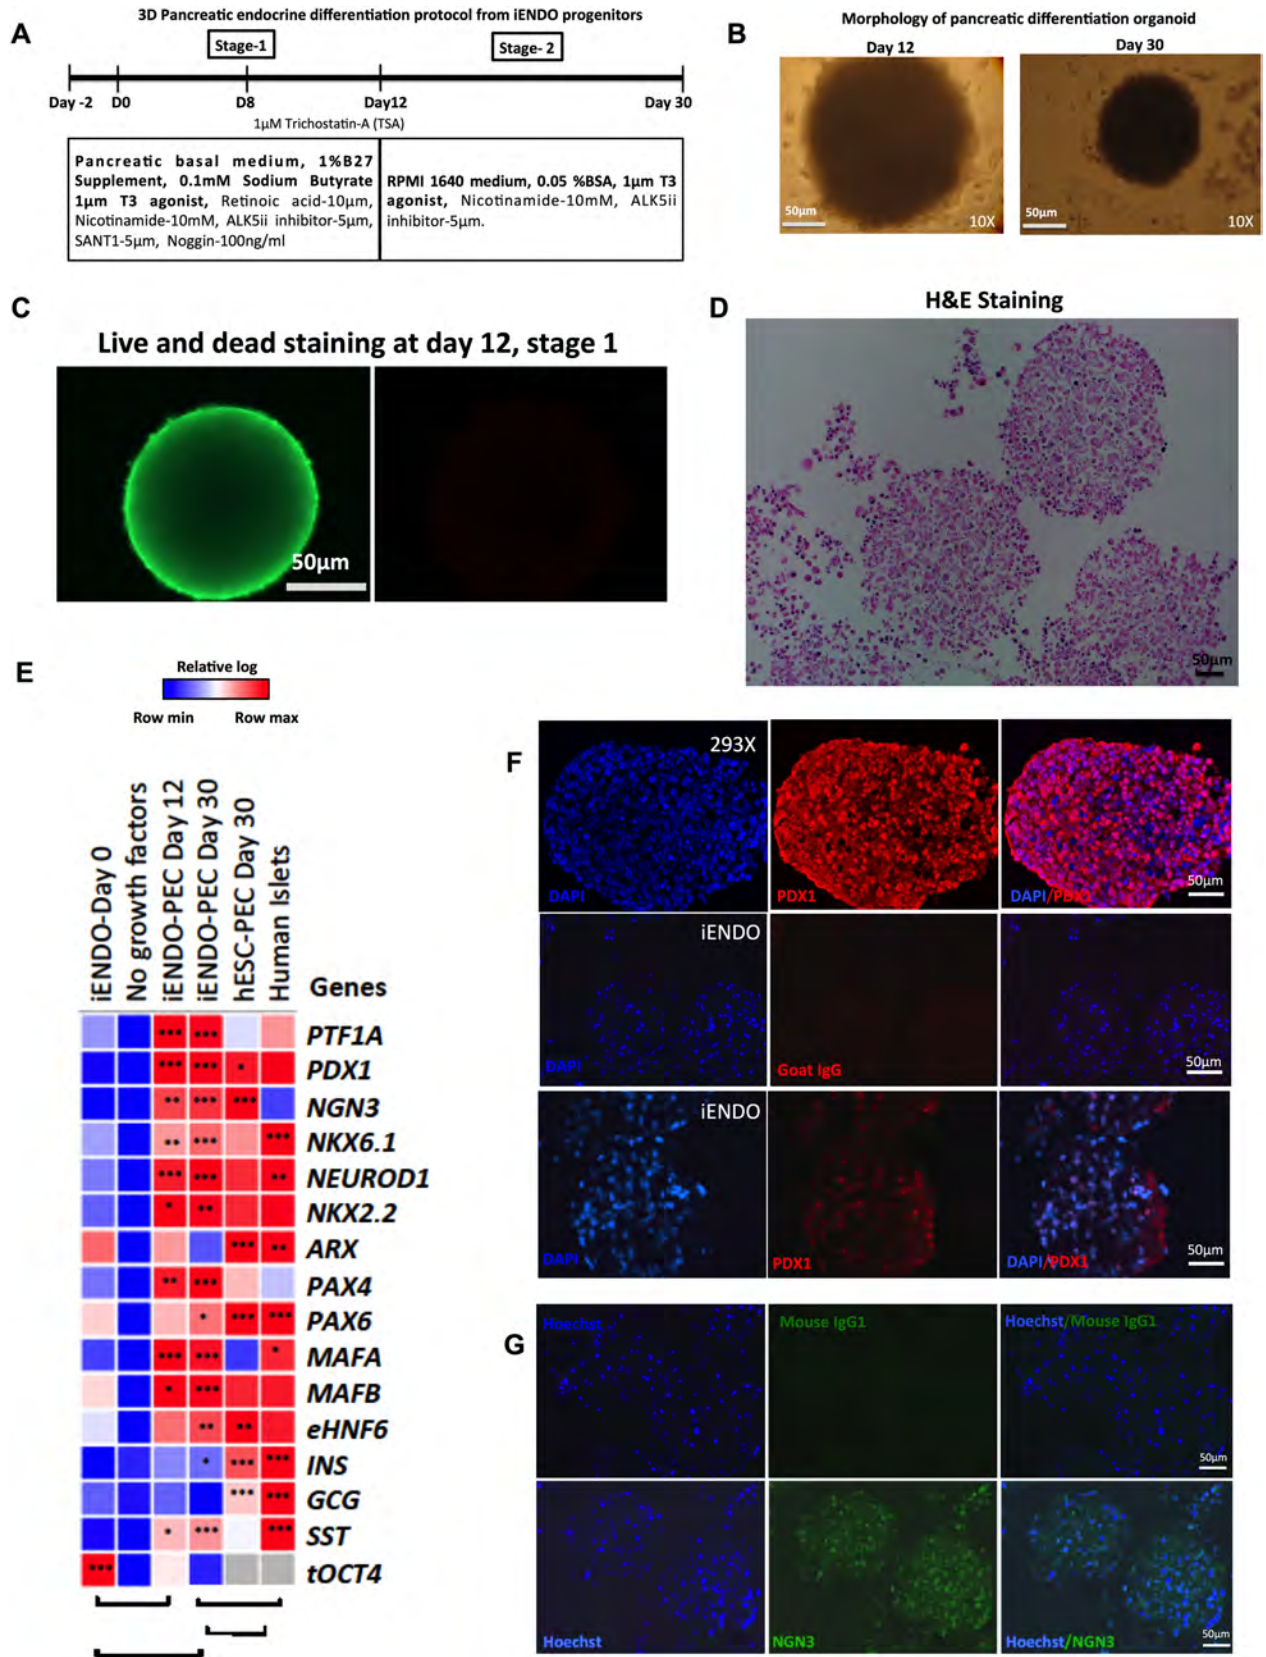 A
3D Pancreatic endocrine differentiation protocol from iENDO progenitors
Stage-1
Stage- 2
Day -2
D0
D8
Day12
Day 30
1µM Trichostatin-A (TSA)
Pancreatic basal medium, 1%B27
Supplement, 0.1mM Sodium Butyrate
1µm T3 agonist, Retinoic acid-10µm,
Nicotinamide-10mM, ALK5ii inhibitor-5µm,
SANT1-5µm, Noggin-100ng/ml
RPMI 1640 medium, 0.05 %BSA, 1µm T3
agonist, Nicotinamide-10mM, ALK5ii
inhibitor-5µm.
B
Morphology of pancreatic differentiation organoid
Day 12
Day 30
50µm
10X
50µm
10X
C
Live and dead staining at day 12, stage 1
50µm
D
H&E Staining
50µm
E
Relative log
Row min
Row max
iENDO-Day 0
No growth factors
iENDO-PEC Day 12
iENDO-PEC Day 30
hESC-PEC Day 30
Human Islets
Genes
*** *** PTF1A
*** *** * PDX1
** *** *** NGN3
** *** *** NKX6.1
*** *** ** NEUROD1
* ** NKX2.2
*** ** ARX
** *** PAX4
* *** *** PAX6
*** *** * MAFA
* *** MAFB
** ** eHNF6
* *** *** INS
*** *** GCG
* *** *** SST
*** tOCT4
F
293X
DAPI
PDX1
DAPI/PDX1
50µm
iENDO
DAPI
Goat IgG
50µm
iENDO
DAPI
PDX1
DAPI/PDX1
50µm
G
Hoechst
Mouse IgG1
Hoechst/Mouse IgG1
50µm
Hoechst
NGN3
Hoechst/NGN3
50µm